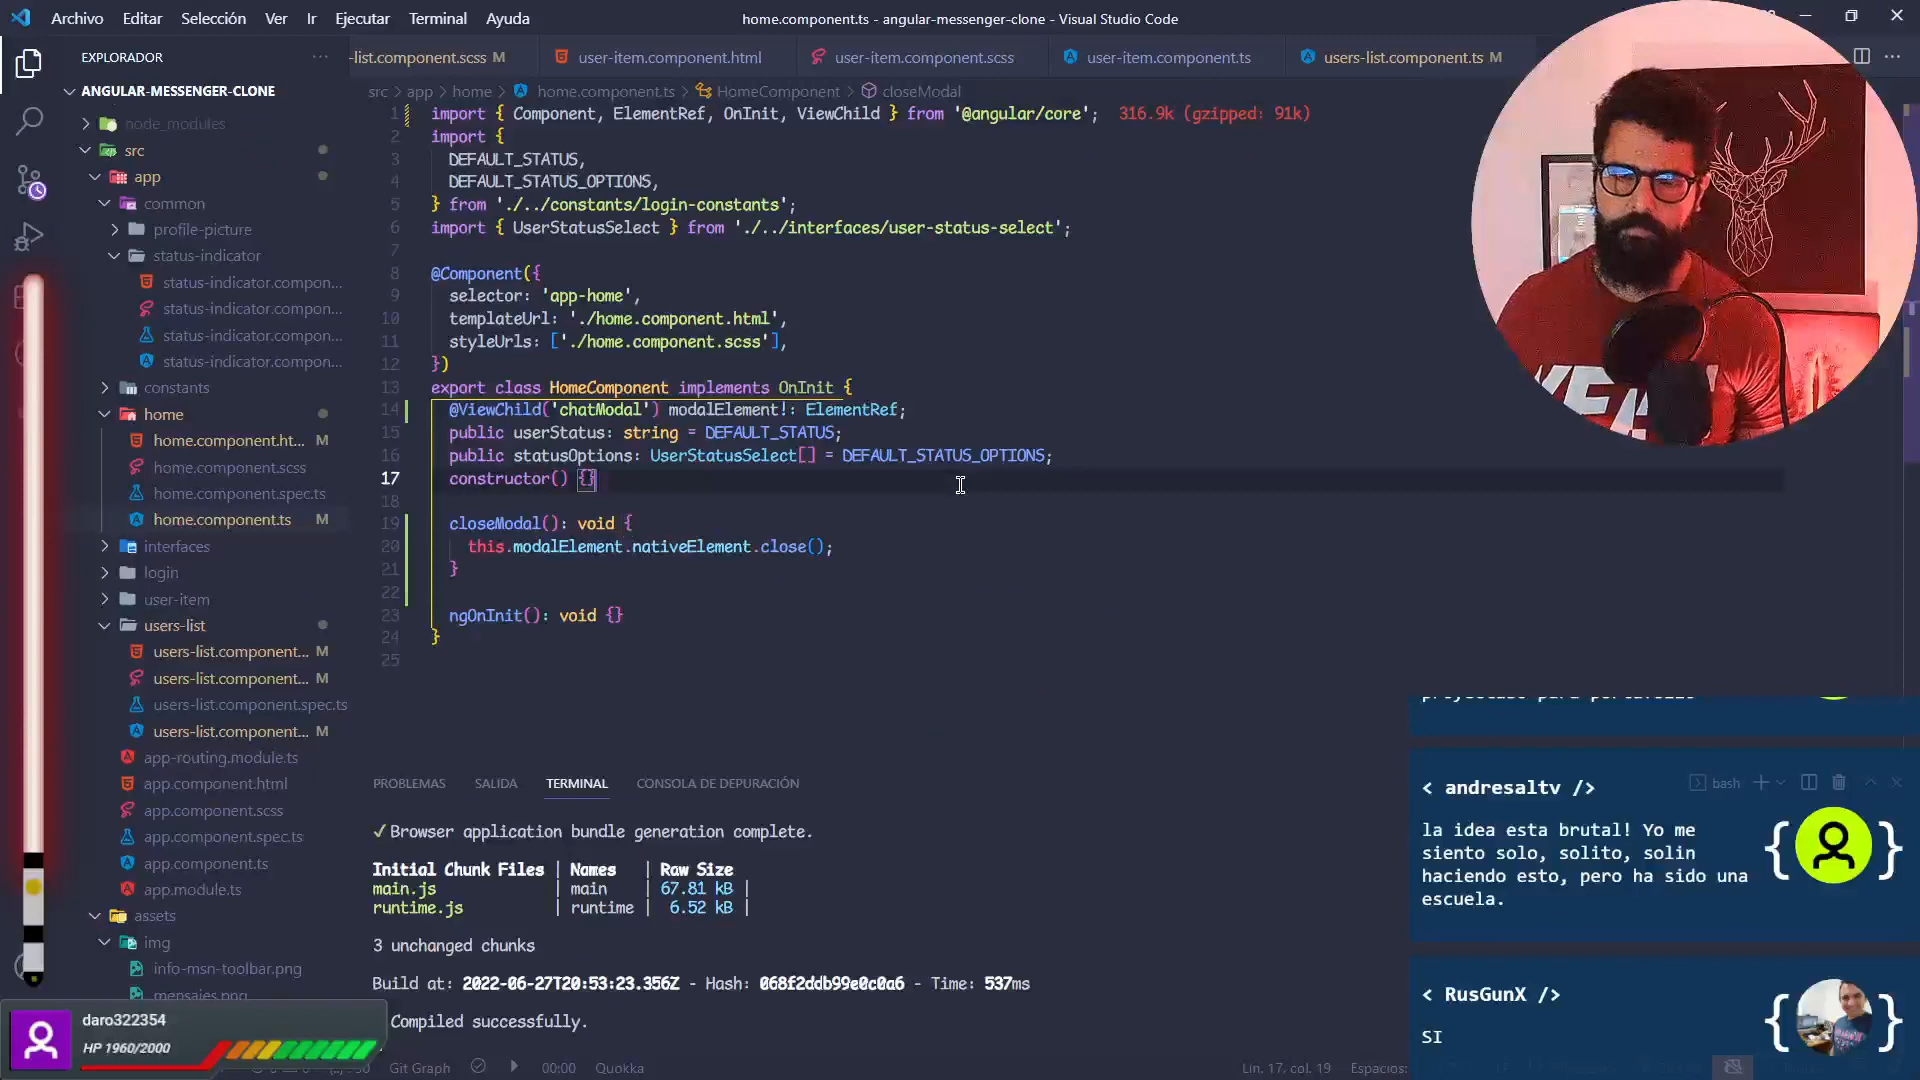 Archivo Editar Selección Ver Ir Ejecutar Terminal Ayuda
home.component.ts - angular-messenger-clone - Visual Studio Code
EXPLORADOR
-list.component.scss M
user-item.component.html
user-item.component.scss
user-item.component.ts
users-list.component.ts M
ANGULAR-MESSENGER-CLONE
node_modules
src
app
common
profile-picture
status-indicator
status-indicator.compon...
status-indicator.compon...
status-indicator.compon...
status-indicator.compon...
constants
home
home.component.ht... M
home.component.scss
home.component.spec.ts
home.component.ts M
interfaces
login
user-item
users-list
users-list.component... M
users-list.component... M
users-list.component.spec.ts
users-list.component... M
app-routing.module.ts
app.component.html
app.component.scss
app.component.spec.ts
app.component.ts
app.module.ts
assets
img
info-msn-toolbar.png
mensajes.png
src > app > home > home.component.ts > HomeComponent > closeModal
1 import { Component, ElementRef, OnInit, ViewChild } from '@angular/core'; 316.9k (gzipped: 91k)
2 import {
3 DEFAULT_STATUS,
4 DEFAULT_STATUS_OPTIONS,
5 } from './../constants/login-constants';
6 import { UserStatusSelect } from './../interfaces/user-status-select';
7
8 @Component({
9 selector: 'app-home',
10 templateUrl: './home.component.html',
11 styleUrls: ['./home.component.scss'],
12 })
13 export class HomeComponent implements OnInit {
14 @ViewChild('chatModal') modalElement!: ElementRef;
15 public userStatus: string = DEFAULT_STATUS;
16 public statusOptions: UserStatusSelect[] = DEFAULT_STATUS_OPTIONS;
17 constructor() {}
18
19 closeModal(): void {
20 this.modalElement.nativeElement.close();
21 }
22
23 ngOnInit(): void {}
24 }
25
PROBLEMAS SALIDA TERMINAL CONSOLA DE DEPURACIÓN
bash
✓ Browser application bundle generation complete.
Initial Chunk Files | Names | Raw Size
main.js | main | 67.81 kB |
runtime.js | runtime | 6.52 kB |
3 unchanged chunks
Build at: 2022-06-27T20:53:23.356Z - Hash: 068f2ddb99e0c0a6 - Time: 537ms
Compiled successfully.
< andresaltv />
la idea esta brutal! Yo me
siento solo, solito, solin
haciendo esto, pero ha sido una
escuela.
< RusGunX />
SI
daro322354
HP 1960/2000
Git Graph 00:00 Quokka
Lín. 17, col. 19 Espacios: